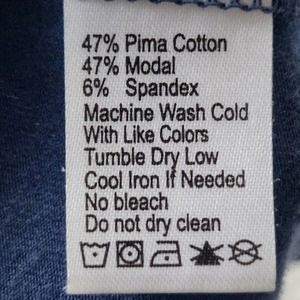 47% Pima Cotton
47% Modal
6% Spandex
Machine Wash Cold
With Like Colors
Tumble Dry Low
Cool Iron If Needed
No bleach
Do not dry clean